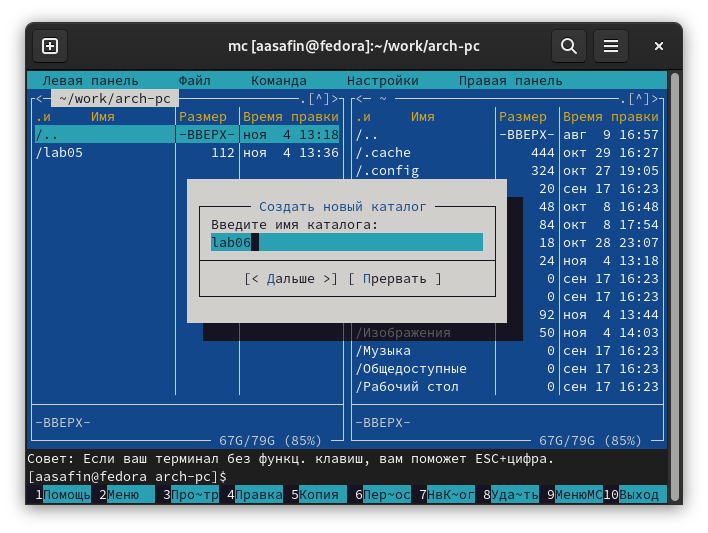 mc [aasafin@fedora]:~/work/arch-pc
Левая панель Файл Команда Настройки Правая панель
<─ ~/work/arch-pc ─.[^]>
.и Имя Размер Время правки
/.. -ВВЕРХ- ноя 4 13:18
/lab05 112 ноя 4 13:36
-ВВЕРХ-
67G/79G (85%)
<─ ~ ─.[^]>
.и Имя Размер Время правки
/.. -ВВЕРХ- авг 9 16:57
/.cache 444 окт 29 16:27
/.config 324 окт 27 19:05
20 сен 17 16:23
48 окт 8 16:48
84 окт 8 17:54
18 окт 28 23:07
24 ноя 4 13:18
0 сен 17 16:23
0 сен 17 16:23
92 ноя 4 13:44
/Изображения 50 ноя 4 14:03
/Музыка 0 сен 17 16:23
/Общедоступные 0 сен 17 16:23
/Рабочий стол 0 сен 17 16:23
-ВВЕРХ-
67G/79G (85%)
Создать новый каталог
Введите имя каталога:
lab06
[< Дальше >] [ Прервать ]
Совет: Если ваш терминал без функц. клавиш, вам поможет ESC+цифра.
[aasafin@fedora arch-pc]$
1Помощь 2Меню 3Про~тр 4Правка 5Копия 6Пер~ос 7НвК~ог 8Уда~ть 9МенюMC 10Выход